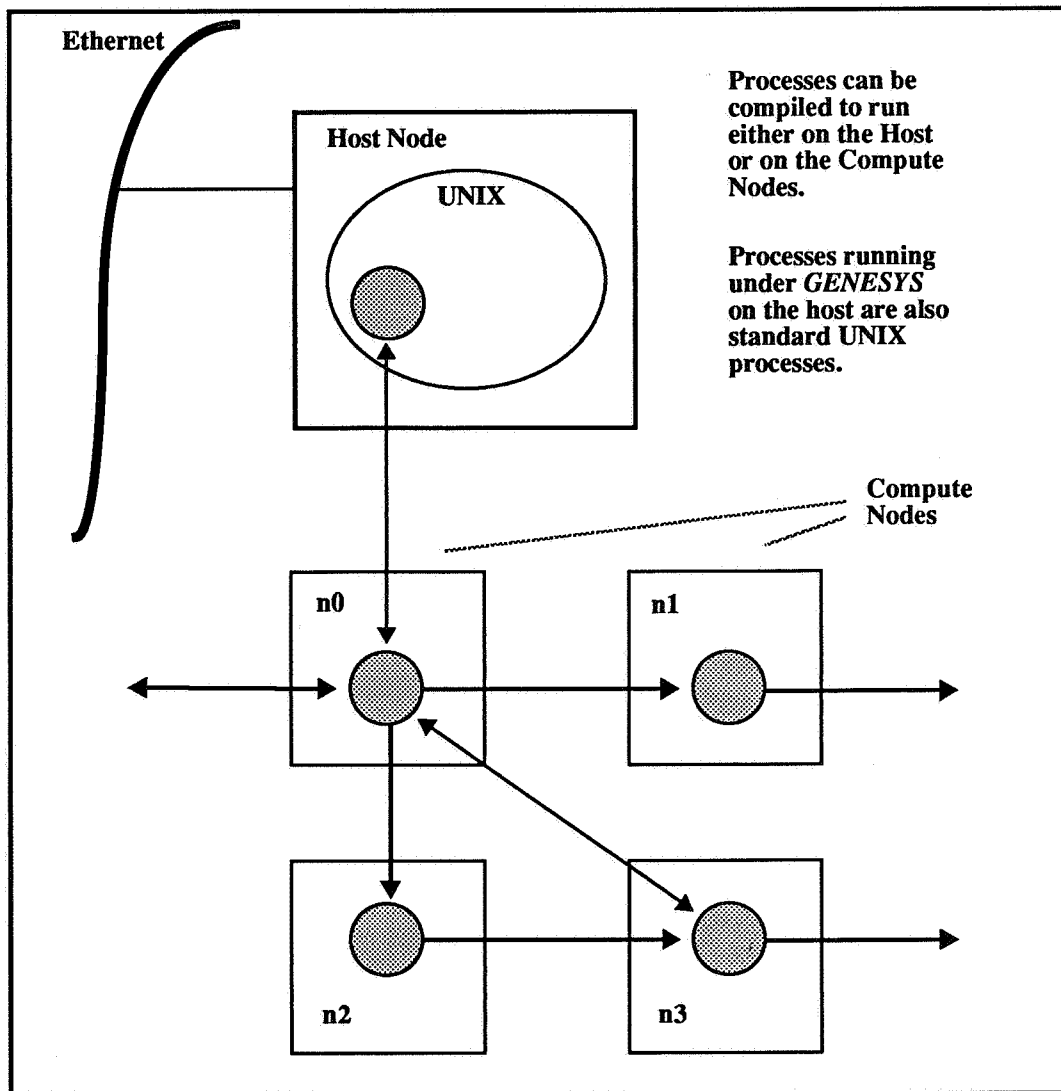 Ethernet
Processes can be
compiled to run
either on the Host
or on the Compute
Nodes.
Host Node
UNIX
Processes running
under GENESYS
on the host are also
standard UNIX
processes.
Compute
Nodes
n0
n1
n2
n3